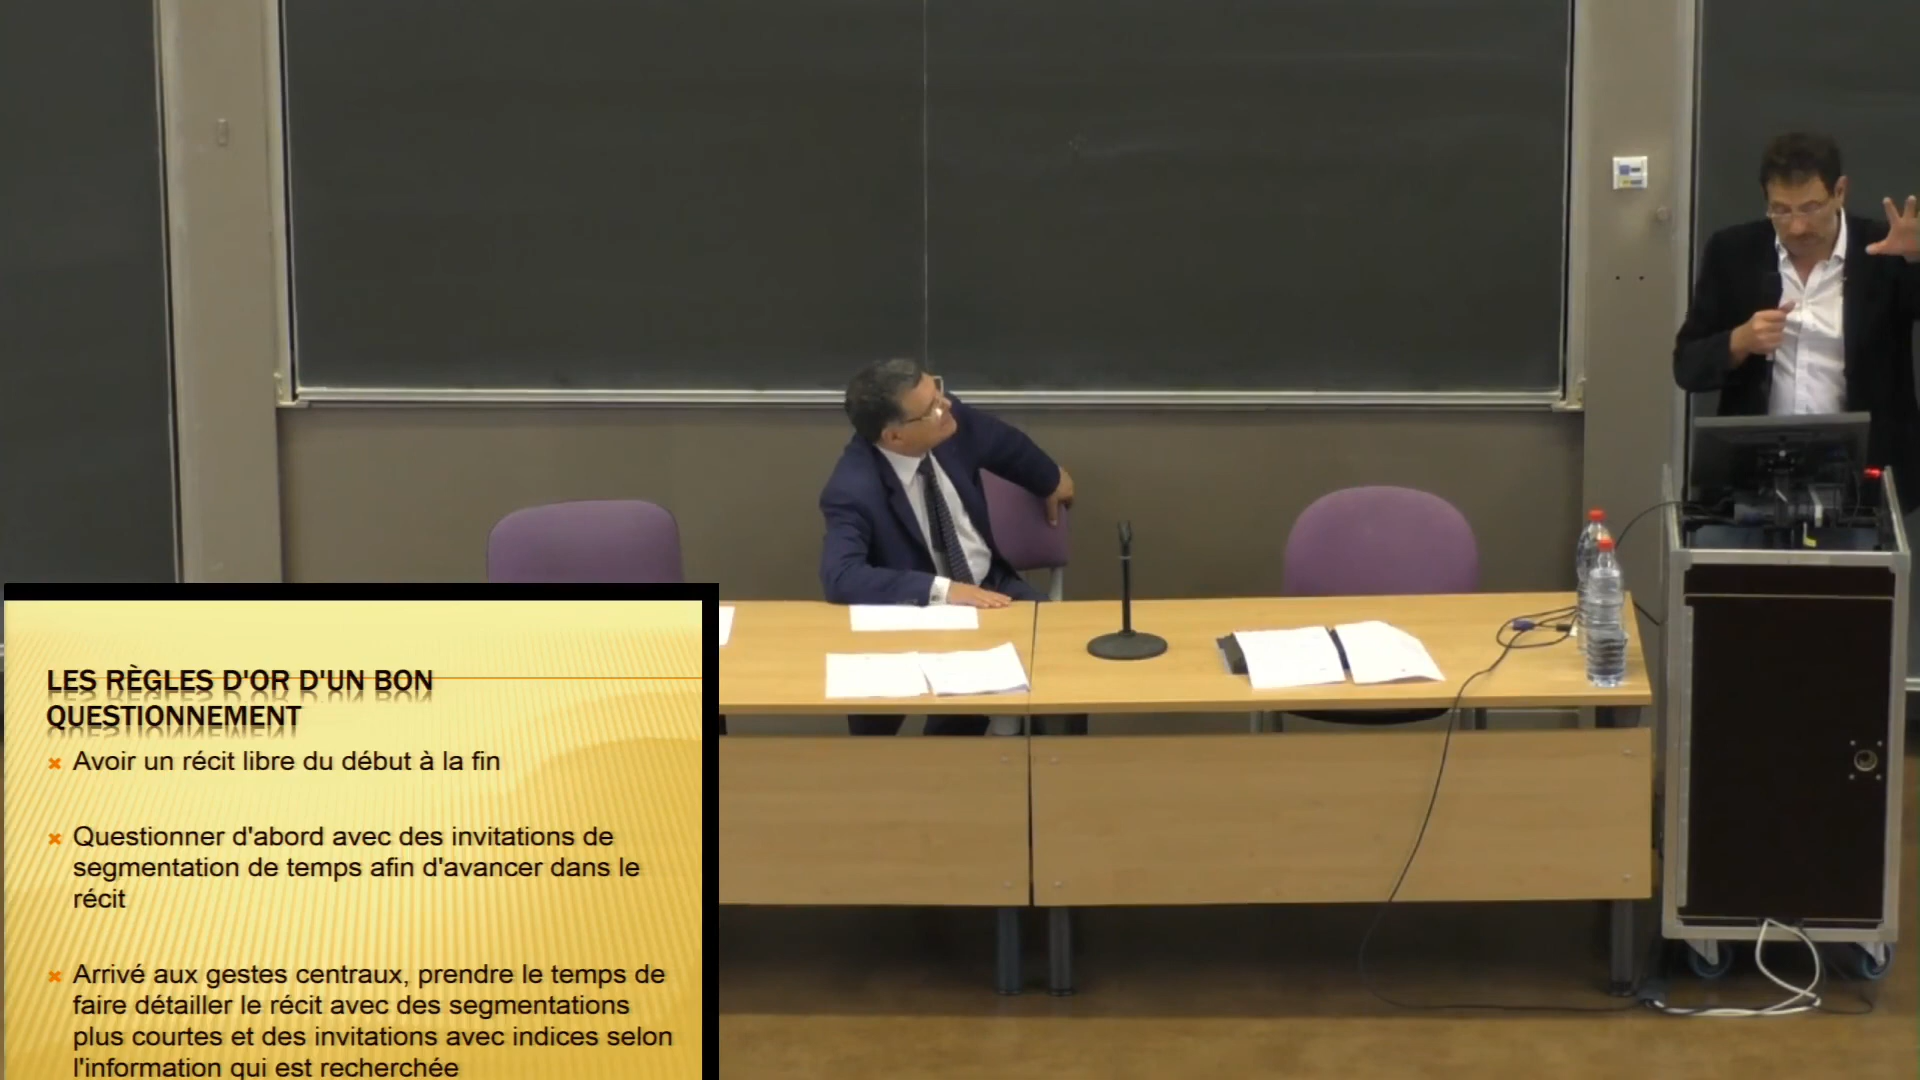 LES RÈGLES D'OR D'UN BON
QUESTIONNEMENT
Avoir un récit libre du début à la fin
Questionner d'abord avec des invitations de
segmentation de temps afin d'avancer dans le
récit
Arrivé aux gestes centraux, prendre le temps de
faire détailler le récit avec des segmentations
plus courtes et des invitations avec indices selon
l'information qui est recherchée